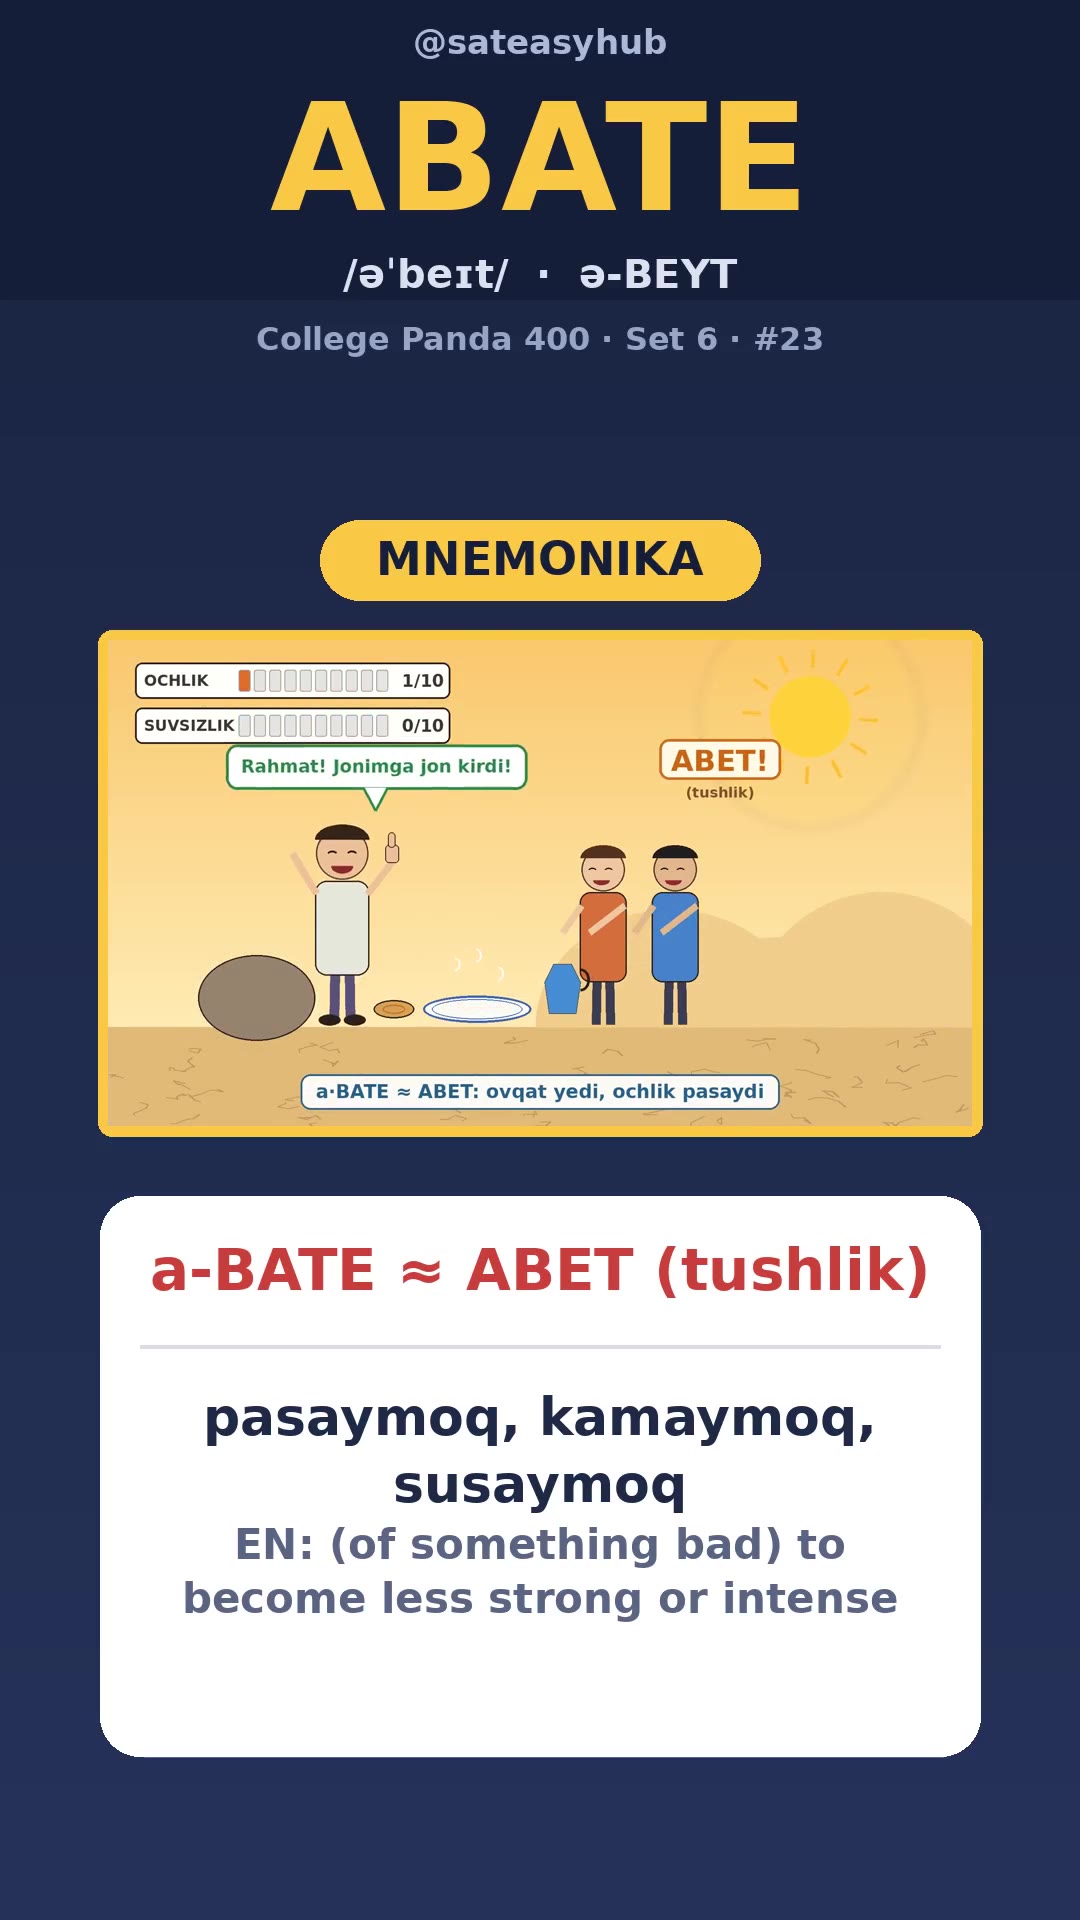 @sateasyhub
ABATE
/əˈbeɪt/ · ə-BEYT
College Panda 400 · Set 6 · #23
MNEMONIKA
OCHLIK 1/10
SUVSIZLIK 0/10
Rahmat! Jonimga jon kirdi!
ABET!
(tushlik)
a·BATE ≈ ABET: ovqat yedi, ochlik pasaydi
a-BATE ≈ ABET (tushlik)
pasaymoq, kamaymoq,
susaymoq
EN: (of something bad) to
become less strong or intense